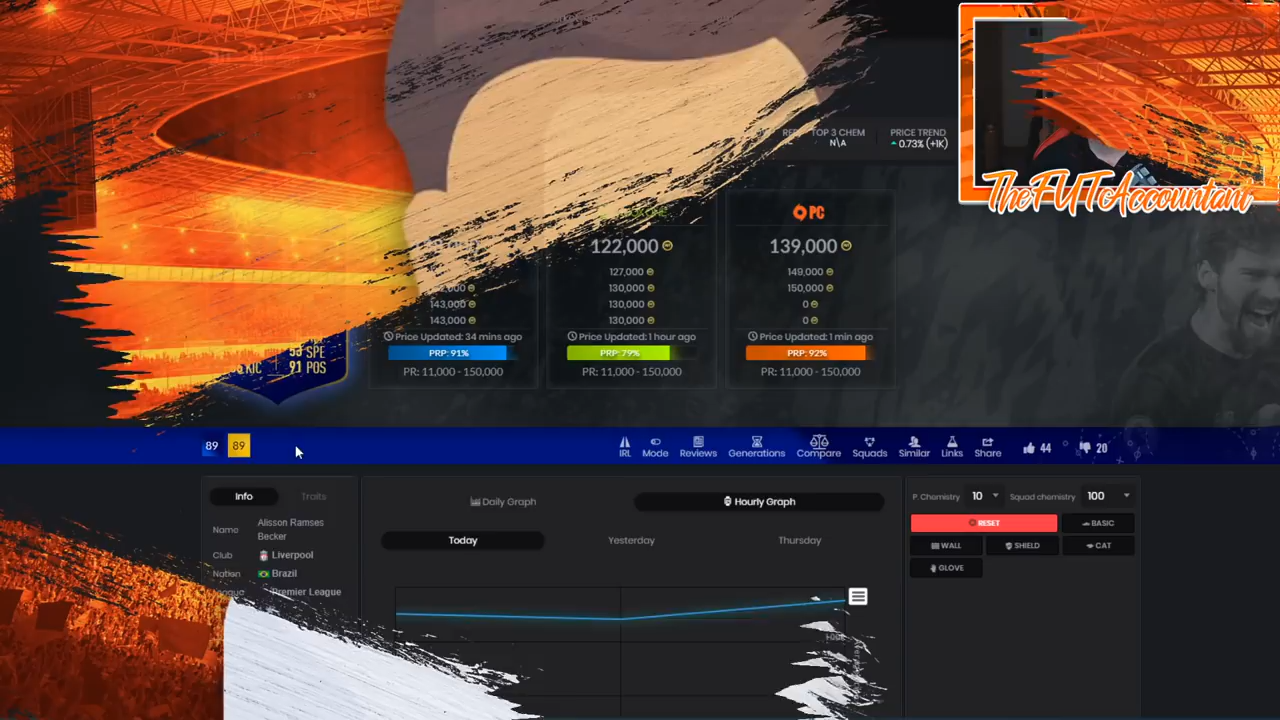 TOP 3 CHEM
N\A
PRICE TREND
0.73% (+1K)
TheFUTAccountant
PC
122,000
139,000
127,000
149,000
130,000
150,000
143,000
130,000
0
143,000
130,000
0
Price Updated: 34 mins ago
Price Updated: 1 hour ago
Price Updated: 1 min ago
PRP: 91%
PRP: 79%
PRP: 92%
PR: 11,000 - 150,000
PR: 11,000 - 150,000
PR: 11,000 - 150,000
SPE
KIC
91 POS
89
89
IRL
Mode
Reviews
Generations
Compare
Squads
Similar
Links
Share
44
20
Info
Traits
Name
Alisson Ramses
Becker
Club
Liverpool
Nation
Brazil
Premier League
Daily Graph
Hourly Graph
Today
Yesterday
Thursday
P. Chemistry
10
Squad chemistry
100
RESET
BASIC
WALL
SHIELD
CAT
GLOVE